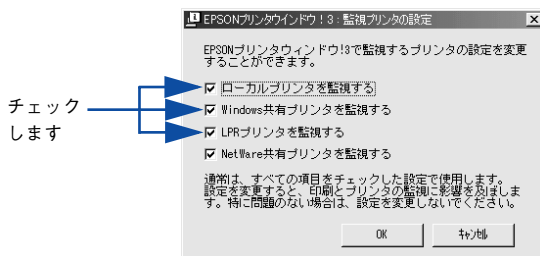 EPSONプリンタウインドウ!3:監視プリンタの設定
EPSONプリンタウィンドウ!3で監視するプリンタの設定を変更
することができます。
ローカルプリンタを監視する
チェック
します
Windows共有プリンタを監視する
LPRプリンタを監視する
NetWare共有プリンタを監視する
通常は、すべての項目をチェックした設定で使用します。
設定を変更すると、印刷とプリンタの監視に影響を及ぼしま
す。特に問題のない場合は、設定を変更しないでください。
OK
キャンセル